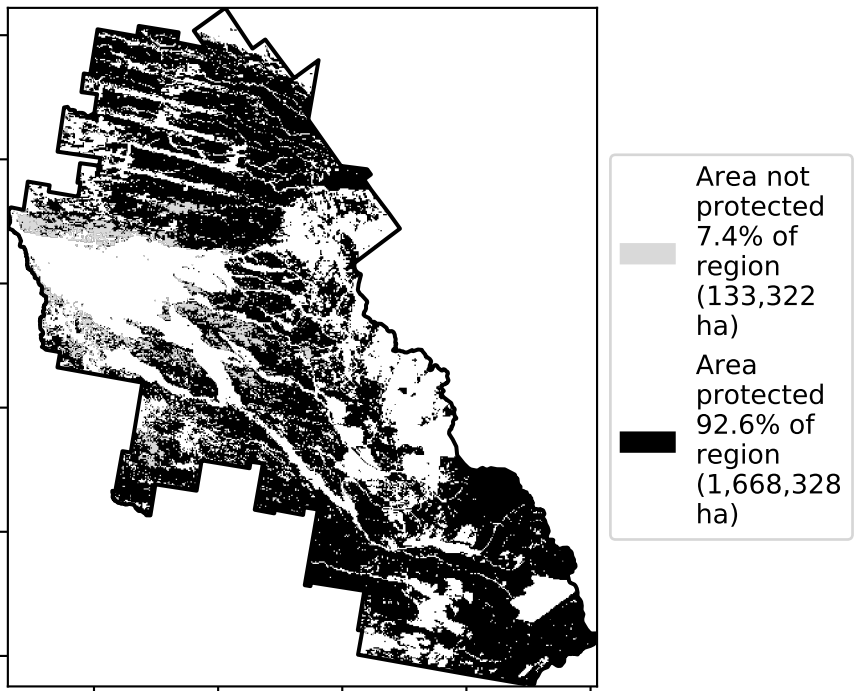 Area not
protected
7.4% of
region
(133,322
ha)
Area
protected
92.6% of
region
(1,668,328
ha)